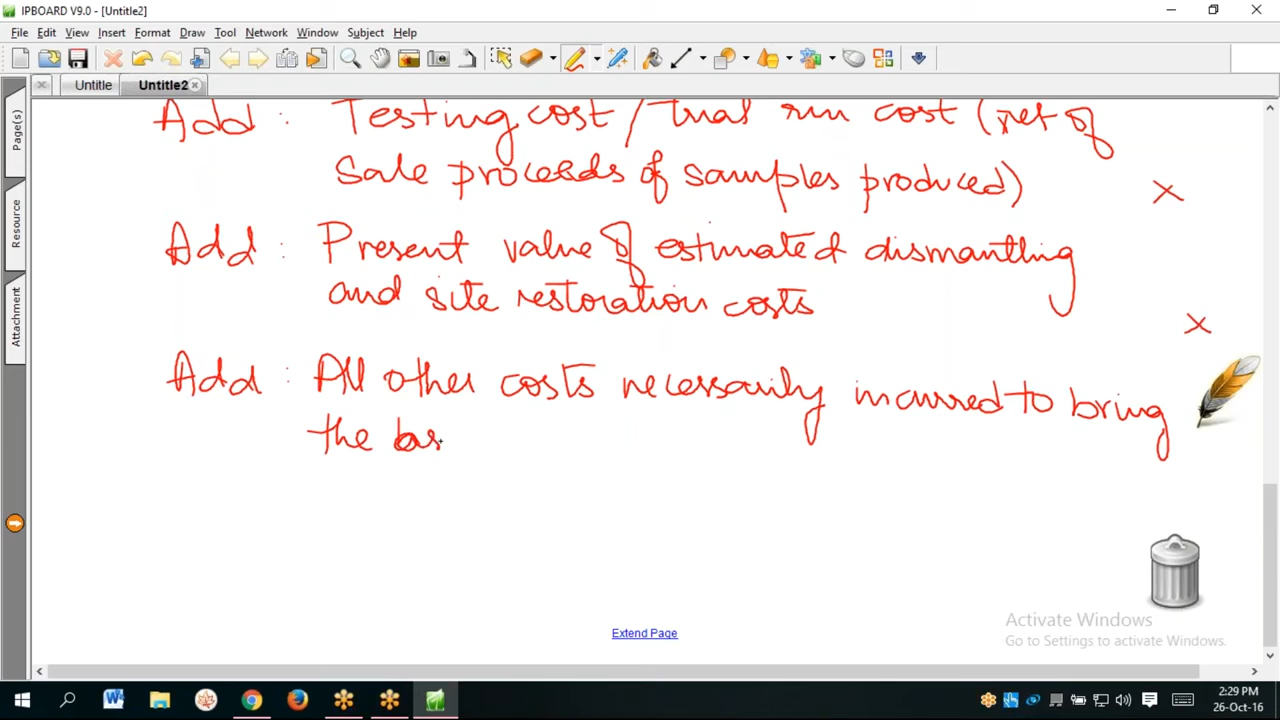 IPBOARD V9.0 - [Untitle2]
File Edit View Insert Format Draw Tool Network Window Subject Help
Untitle Untitle2
Page(s)
Resource
Attachment
Add : Testing cost / trial run cost (net of
sale proceeds of samples produced) x
Add : Present value of estimated dismantling
and site restoration costs x
Add : All other costs necessarily incurred to bring
the
Extend Page
Activate Windows
Go to Settings to activate Windows.
2:29 PM
26-Oct-16